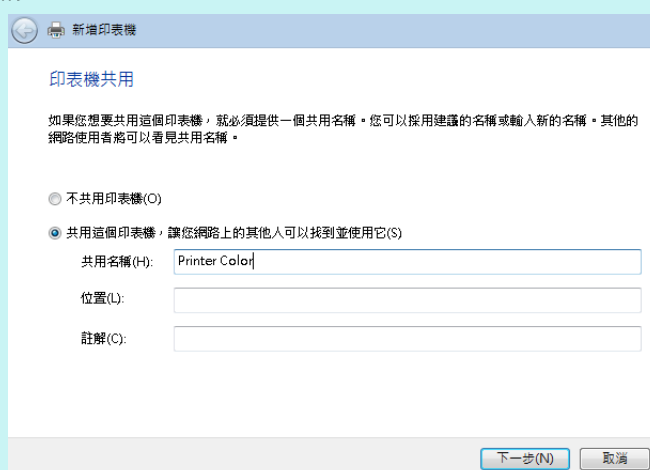 新增印表機
印表機共用
如果您想要共用這個印表機，就必須提供一個共用名稱。您可以採用建議的名稱或輸入新的名稱。其他的
網路使用者將可以看見共用名稱。
不共用印表機(O)
共用這個印表機，讓您網路上的其他人可以找到並使用它(S)
共用名稱(H): Printer Color
位置(L):
註解(C):
下一步(N) 取消